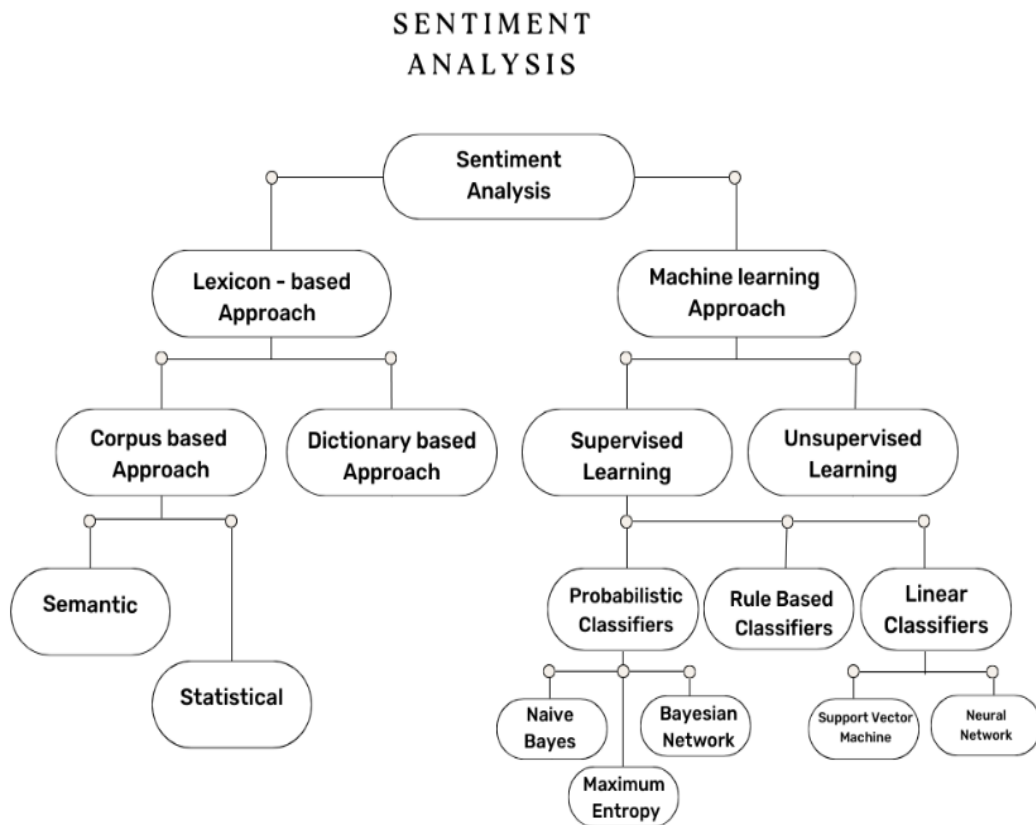 SENTIMENT
ANALYSIS
Sentiment
Analysis
Lexicon - based
Approach
Machine learning
Approach
Corpus based
Approach
Dictionary based
Approach
Supervised
Learning
Unsupervised
Learning
Semantic
Statistical
Probabilistic
Classifiers
Rule Based
Classifiers
Linear
Classifiers
Naive
Bayes
Maximum
Entropy
Bayesian
Network
Support Vector
Machine
Neural
Network